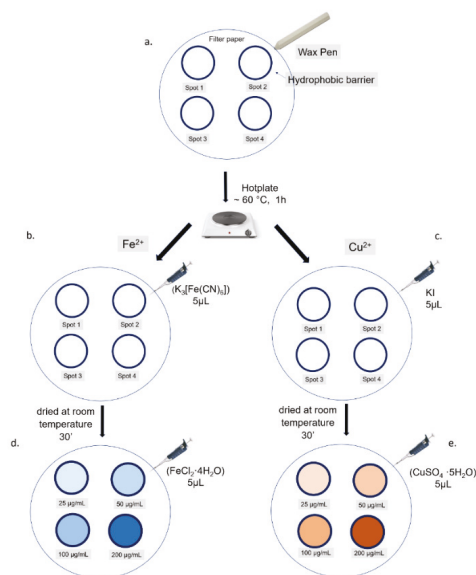 a.
Filter paper
Wax Pen
Hydrophobic barrier
Spot 1
Spot 2
Spot 3
Spot 4
Hotplate
~ 60 °C, 1h
b.
Fe²⁺
c.
Cu²⁺
(K₃[Fe(CN)₆])
5µL
Spot 1
Spot 2
Spot 3
Spot 4
KI
5µL
Spot 1
Spot 2
Spot 3
Spot 4
dried at room
temperature
30'
dried at room
temperature
30'
d.
(FeCl₂·4H₂O)
5µL
25 µg/mL
50 µg/mL
100 µg/mL
200 µg/mL
e.
(CuSO₄ ·5H₂O)
5µL
25 µg/mL
50 µg/mL
100 µg/mL
200 µg/mL